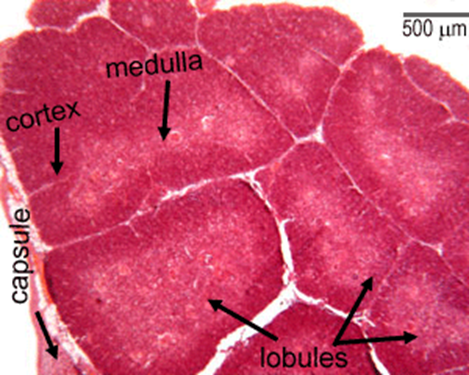 500 μm
medulla
cortex
capsule
lobules